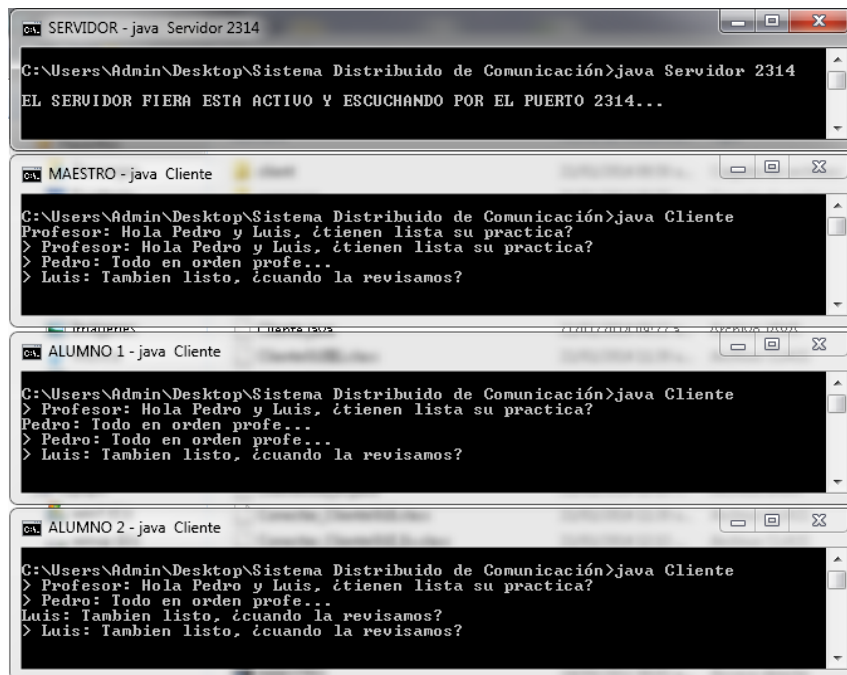 SERVIDOR - java Servidor 2314
C:\Users\Admin\Desktop\Sistema Distribuido de Comunicación>java Servidor 2314
EL SERVIDOR FIERA ESTA ACTIVO Y ESCUCHANDO POR EL PUERTO 2314...
MAESTRO - java Cliente
C:\Users\Admin\Desktop\Sistema Distribuido de Comunicación>java Cliente
Profesor: Hola Pedro y Luis, ¿tienen lista su practica?
> Profesor: Hola Pedro y Luis, ¿tienen lista su practica?
> Pedro: Todo en orden profe...
> Luis: Tambien listo, ¿cuando la revisamos?
ALUMNO 1 - java Cliente
C:\Users\Admin\Desktop\Sistema Distribuido de Comunicación>java Cliente
> Profesor: Hola Pedro y Luis, ¿tienen lista su practica?
Pedro: Todo en orden profe...
> Pedro: Todo en orden profe...
> Luis: Tambien listo, ¿cuando la revisamos?
ALUMNO 2 - java Cliente
C:\Users\Admin\Desktop\Sistema Distribuido de Comunicación>java Cliente
> Profesor: Hola Pedro y Luis, ¿tienen lista su practica?
> Pedro: Todo en orden profe...
Luis: Tambien listo, ¿cuando la revisamos?
> Luis: Tambien listo, ¿cuando la revisamos?